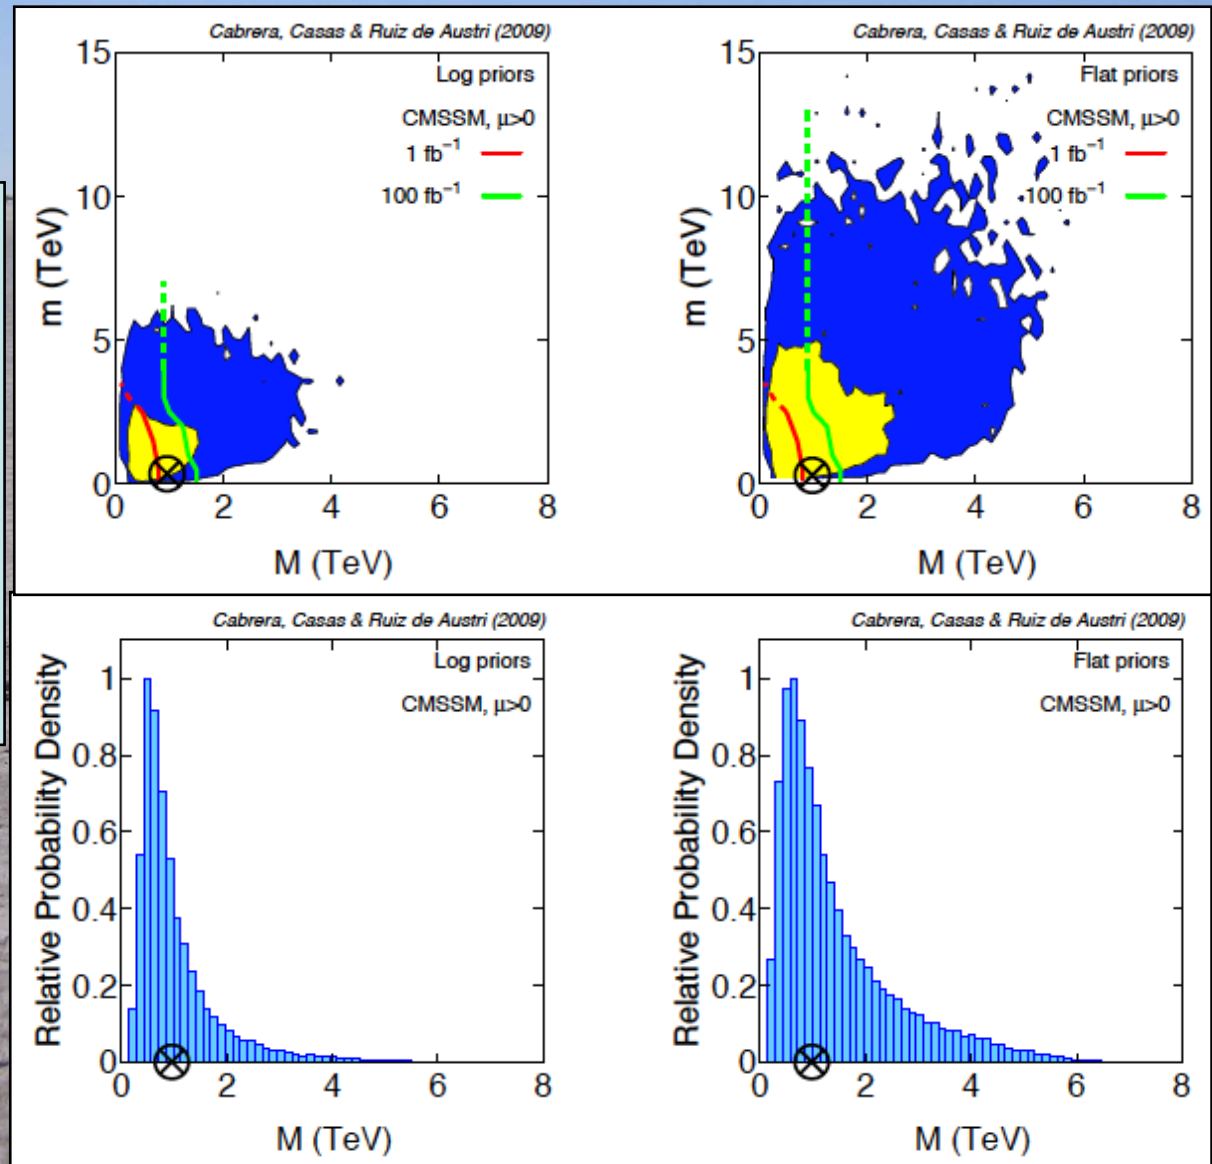 Cabrera, Casas & Ruiz de Austri (2009)
Log priors
CMSSM, μ>0
1 fb⁻¹
100 fb⁻¹
15
10
5
0
m (TeV)
0 2 4 6 8
M (TeV)
Cabrera, Casas & Ruiz de Austri (2009)
Flat priors
CMSSM, μ>0
1 fb⁻¹
100 fb⁻¹
15
10
5
0
m (TeV)
0 2 4 6 8
M (TeV)
Cabrera, Casas & Ruiz de Austri (2009)
Log priors
CMSSM, μ>0
1
0.8
0.6
0.4
0.2
0
Relative Probability Density
0 2 4 6 8
M (TeV)
Cabrera, Casas & Ruiz de Austri (2009)
Flat priors
CMSSM, μ>0
1
0.8
0.6
0.4
0.2
0
Relative Probability Density
0 2 4 6 8
M (TeV)